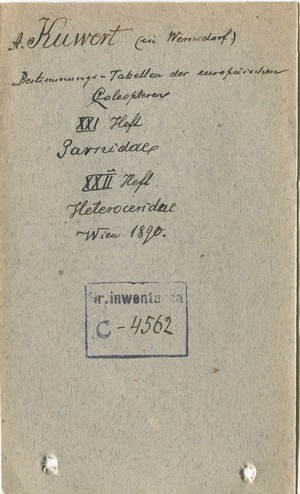 A. Kuwert (in Wernsdorf)
Bestimmungs-Tabellen der europäischen
Coleopteren
XXI Heft
Parnidae
XXII Heft
Heteroceridae
Wien 1890.
Nr. inwentarza
C-4562